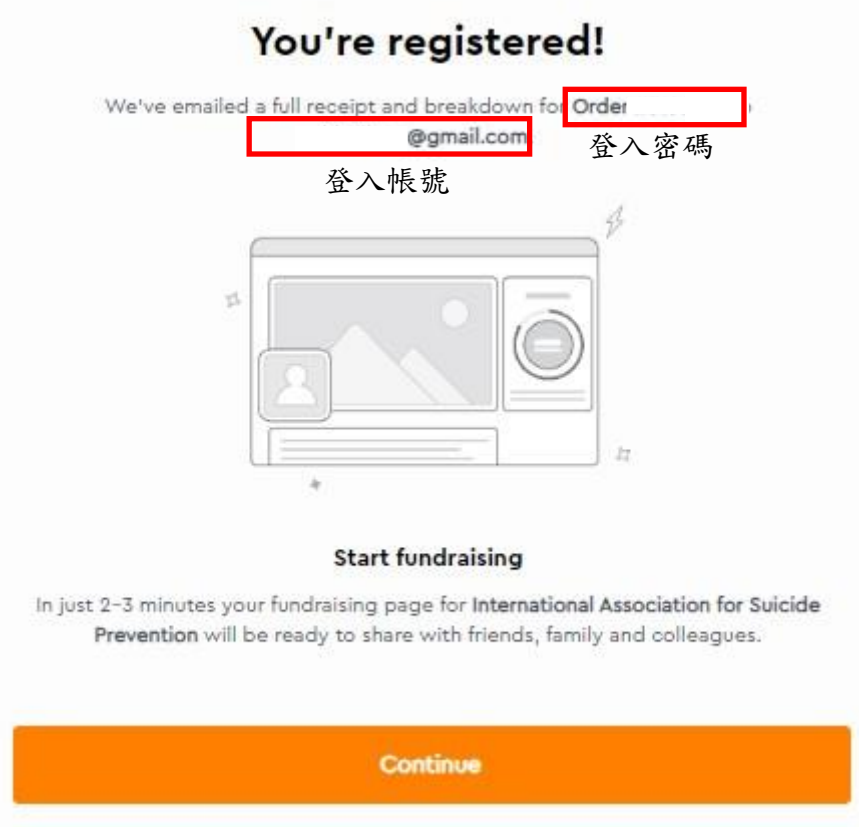 You're registered!
We've emailed a full receipt and breakdown for Order
@gmail.com
登入密碼
登入帳號
Start fundraising
In just 2-3 minutes your fundraising page for International Association for Suicide
Prevention will be ready to share with friends, family and colleagues.
Continue